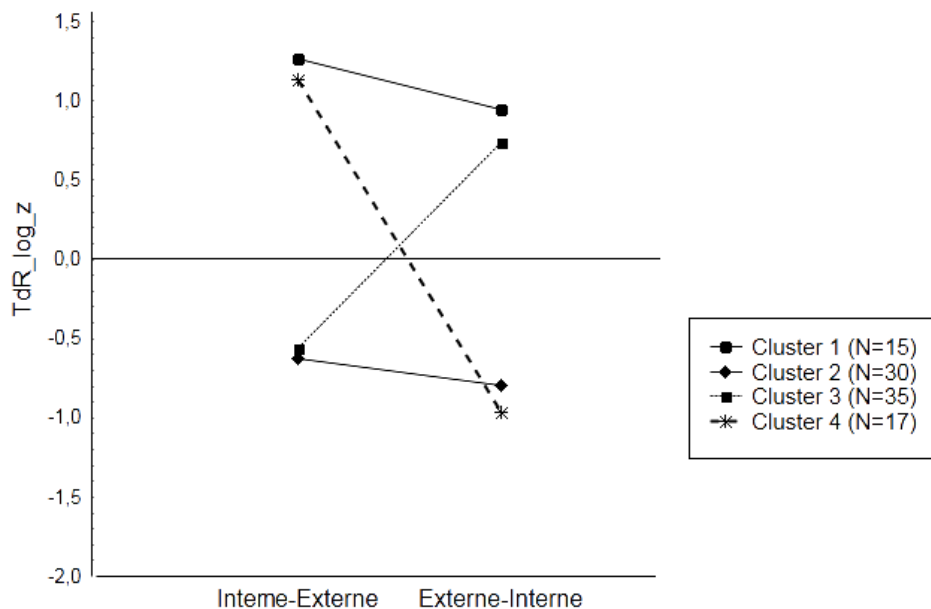 1,5
1,0
0,5
0,0
-0,5
-1,0
-1,5
-2,0
TdR_log_z
Interne-Externe Externe-Interne
Cluster 1 (N=15)
Cluster 2 (N=30)
Cluster 3 (N=35)
Cluster 4 (N=17)